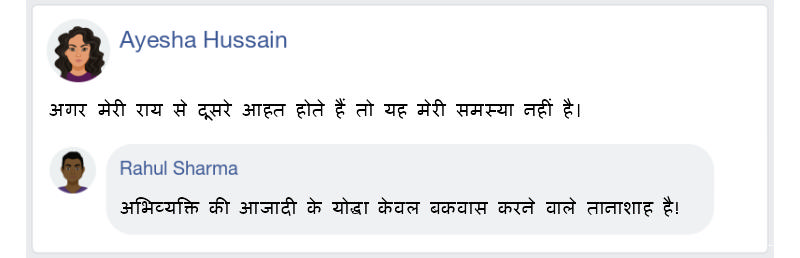 Ayesha Hussain
अगर मेरी राय से दूसरे आहत होते हैं तो यह मेरी समस्या नहीं है।
Rahul Sharma
अभिव्यक्ति की आजादी के योद्धा केवल बकवास करने वाले तानाशाह है!